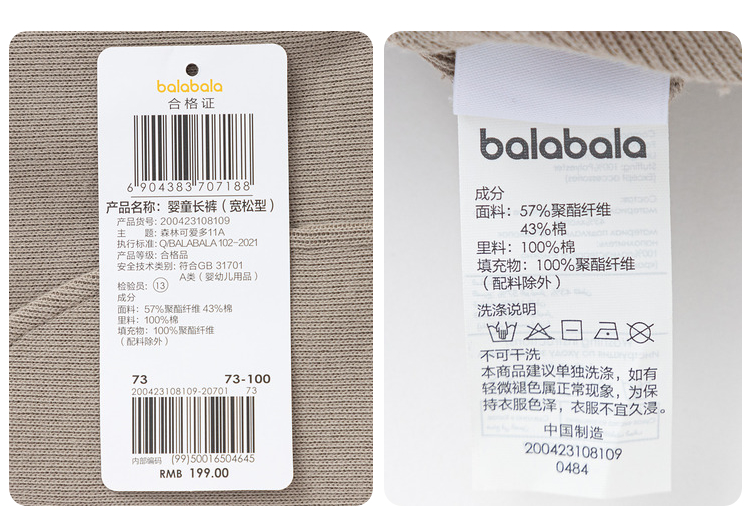 balabala
合格证
6 904383 707188
产品名称：婴童长裤（宽松型）
产品货号: 200423108109
主 题: 森林可爱多11A
执行标准: Q/BALABALA 102-2021
产品等级: 合格品
安全技术类别: 符合GB 31701
A类（婴幼儿用品）
检验员: 13
成分
面料: 57%聚酯纤维 43%棉
里料: 100%棉
填充物: 100%聚酯纤维
（配料除外）
73 73-100
200423108109-20701 73
内部编码 (99)50016504645
RMB 199.00
balabala
成分
面料: 57%聚酯纤维
43%棉
里料: 100%棉
填充物: 100%聚酯纤维
（配料除外）
洗涤说明
不可干洗
本商品建议单独洗涤，如有
轻微褪色属正常现象，为保
持衣服色泽，衣服不宜久浸。
中国制造
200423108109
0484